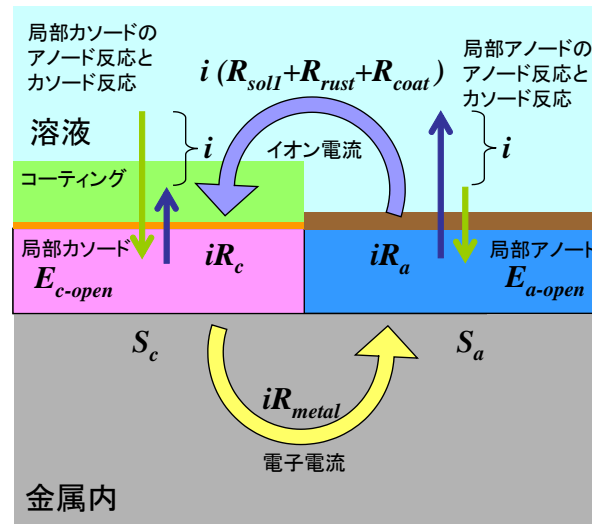 局部カソードの
アノード反応と
カソード反応
i (Rsol1+Rrust+Rcoat )
局部アノードの
アノード反応と
カソード反応
溶液
i
イオン電流
i
コーティング
局部カソード
Ec-open
iRc
iRa
局部アノード
Ea-open
Sc
Sa
iRmetal
電子電流
金属内